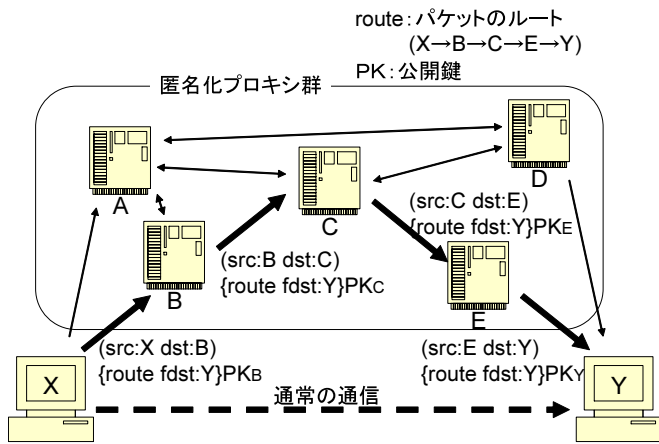 route:パケットのルート
(X→B→C→E→Y)
PK:公開鍵
匿名化プロキシ群
A
D
C
B
(src:C dst:E)
{route fdst:Y}PKE
(src:B dst:C)
{route fdst:Y}PKC
E
(src:X dst:B)
{route fdst:Y}PKB
(src:E dst:Y)
{route fdst:Y}PKY
X
通常の通信
Y